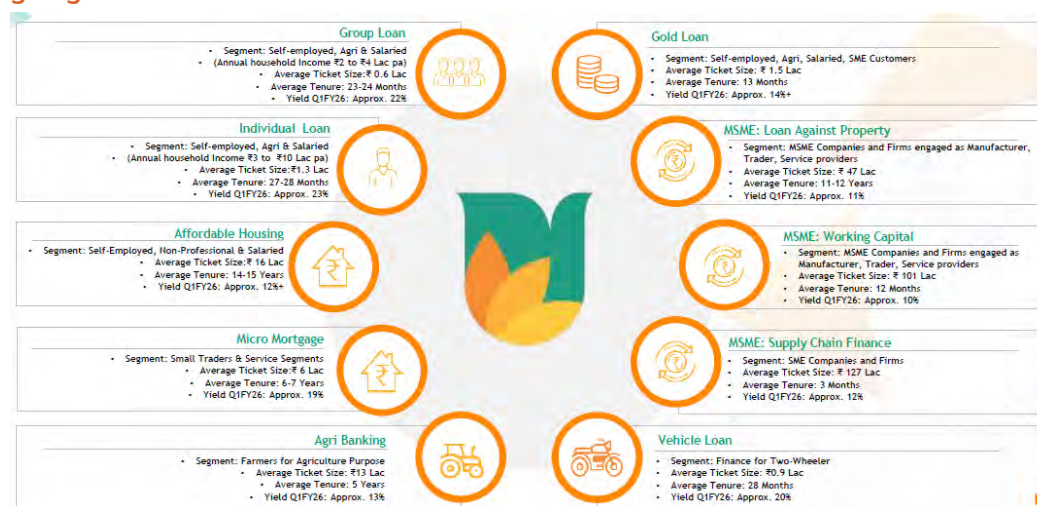 Group Loan
• Segment: Self-employed, Agri & Salaried
• (Annual household Income ₹2 to ₹4 Lac pa)
• Average Ticket Size:₹ 0.6 Lac
• Average Tenure: 23-24 Months
• Yield Q1FY26: Approx. 22%
Individual Loan
• Segment: Self-employed, Agri & Salaried
• (Annual household Income ₹3 to ₹10 Lac pa)
• Average Ticket Size:₹1.3 Lac
• Average Tenure: 27-28 Months
• Yield Q1FY26: Approx. 23%
Affordable Housing
• Segment: Self-Employed, Non-Professional & Salaried
• Average Ticket Size:₹ 16 Lac
• Average Tenure: 14-15 Years
• Yield Q1FY26: Approx. 12%+
Micro Mortgage
• Segment: Small Traders & Service Segments
• Average Ticket Size:₹ 6 Lac
• Average Tenure: 6-7 Years
• Yield Q1FY26: Approx. 19%
Agri Banking
• Segment: Farmers for Agriculture Purpose
• Average Ticket Size: ₹13 Lac
• Average Tenure: 5 Years
• Yield Q1FY26: Approx. 13%
Gold Loan
• Segment: Self-employed, Agri, Salaried, SME Customers
• Average Ticket Size: ₹ 1.5 Lac
• Average Tenure: 13 Months
• Yield Q1FY26: Approx. 14%+
MSME: Loan Against Property
• Segment: MSME Companies and Firms engaged as Manufacturer,
Trader, Service providers
• Average Ticket Size: ₹ 47 Lac
• Average Tenure: 11-12 Years
• Yield Q1FY26: Approx. 11%
MSME: Working Capital
• Segment: MSME Companies and Firms engaged as
Manufacturer, Trader, Service providers
• Average Ticket Size: ₹ 101 Lac
• Average Tenure: 12 Months
• Yield Q1FY26: Approx. 10%
MSME: Supply Chain Finance
• Segment: SME Companies and Firms
• Average Ticket Size: ₹ 127 Lac
• Average Tenure: 3 Months
• Yield Q1FY26: Approx. 12%
Vehicle Loan
• Segment: Finance for Two-Wheeler
• Average Ticket Size: ₹0.9 Lac
• Average Tenure: 28 Months
• Yield Q1FY26: Approx. 20%